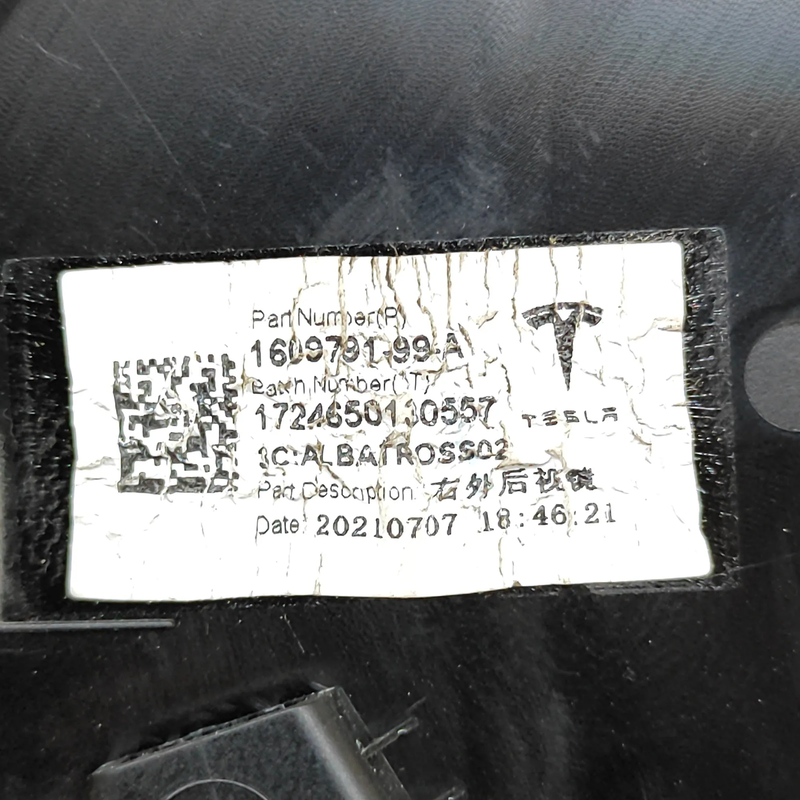 Part Number(P)
1609791-99-A
Batch Number(1T)
1724650130557
3C:ALBATROSS02
Part Description: 右外后视镜
Date: 20210707 18:46:21
TESLA